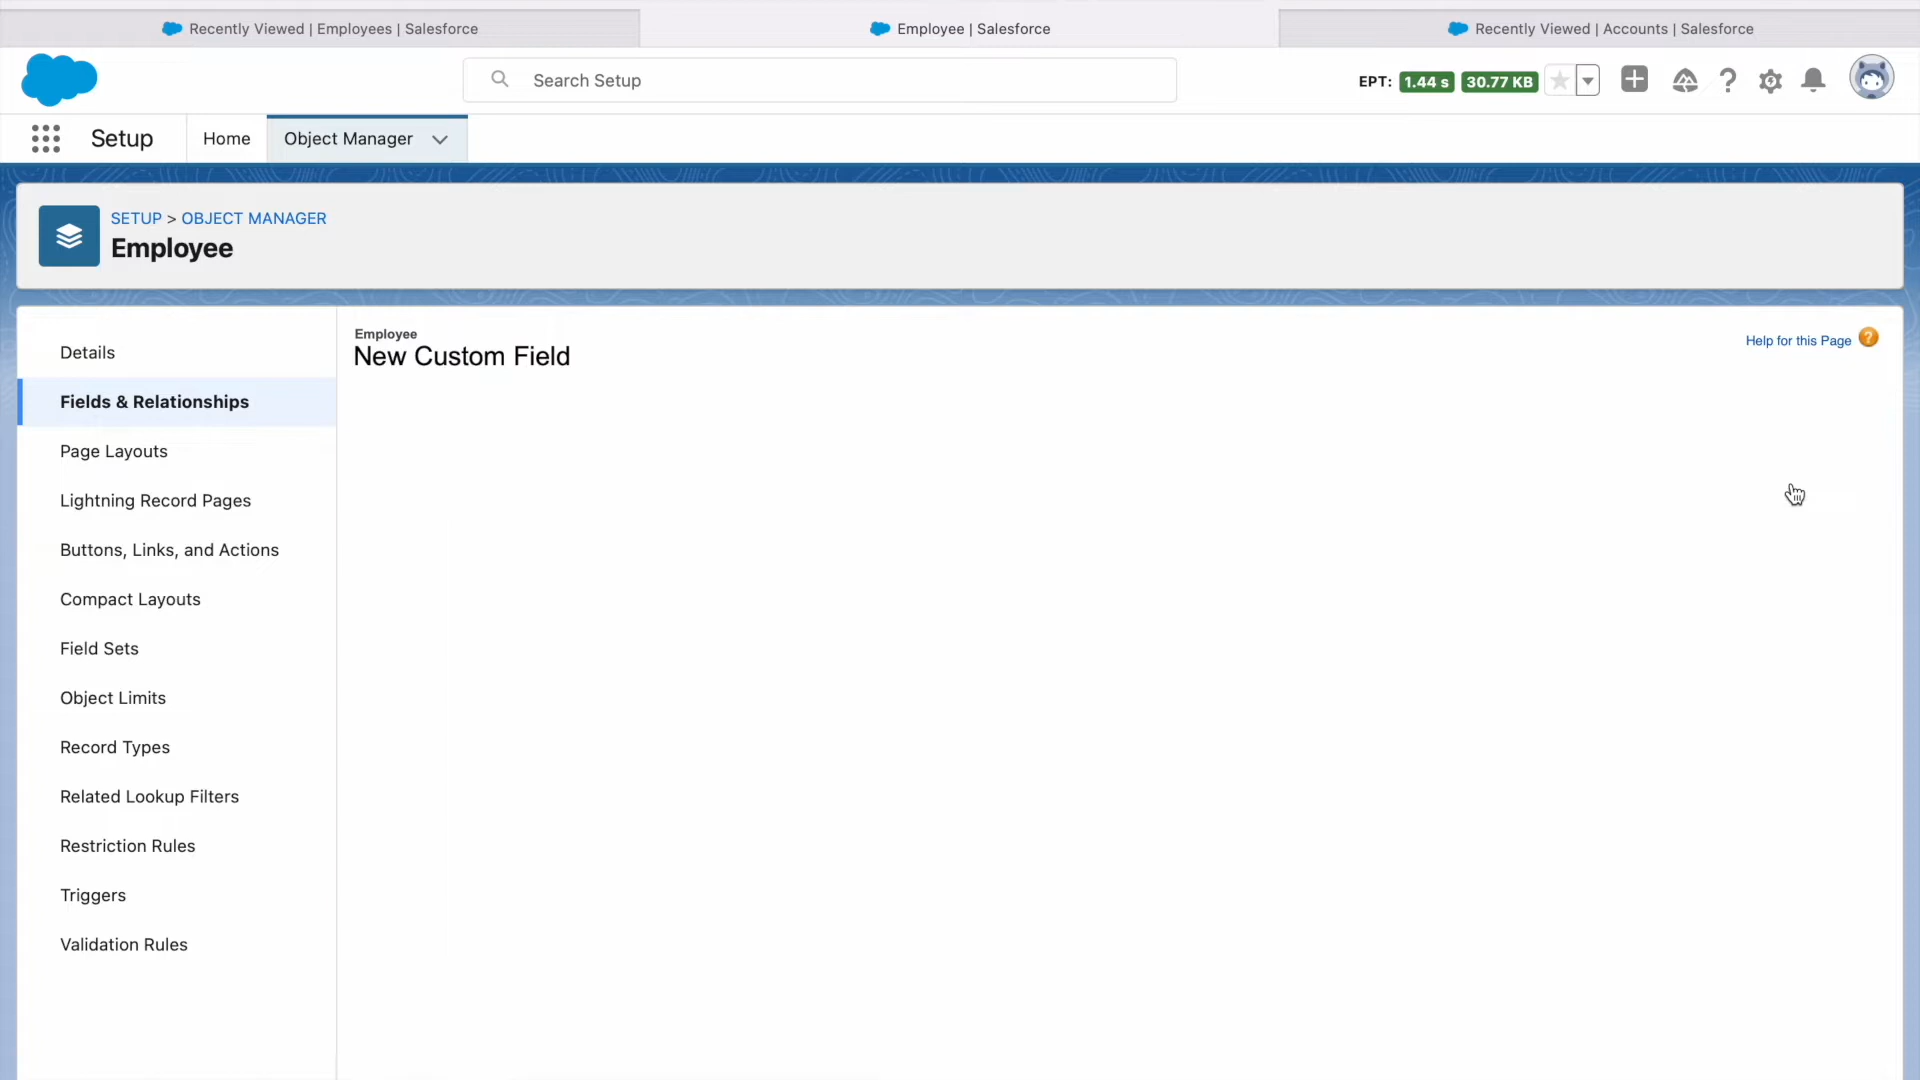 Recently Viewed | Employees | Salesforce
Employee | Salesforce
Recently Viewed | Accounts | Salesforce
Search Setup
EPT: 1.44 s 30.77 KB
Setup
Home
Object Manager
SETUP > OBJECT MANAGER
Employee
Details
Fields & Relationships
Page Layouts
Lightning Record Pages
Buttons, Links, and Actions
Compact Layouts
Field Sets
Object Limits
Record Types
Related Lookup Filters
Restriction Rules
Triggers
Validation Rules
Employee
New Custom Field
Help for this Page ?